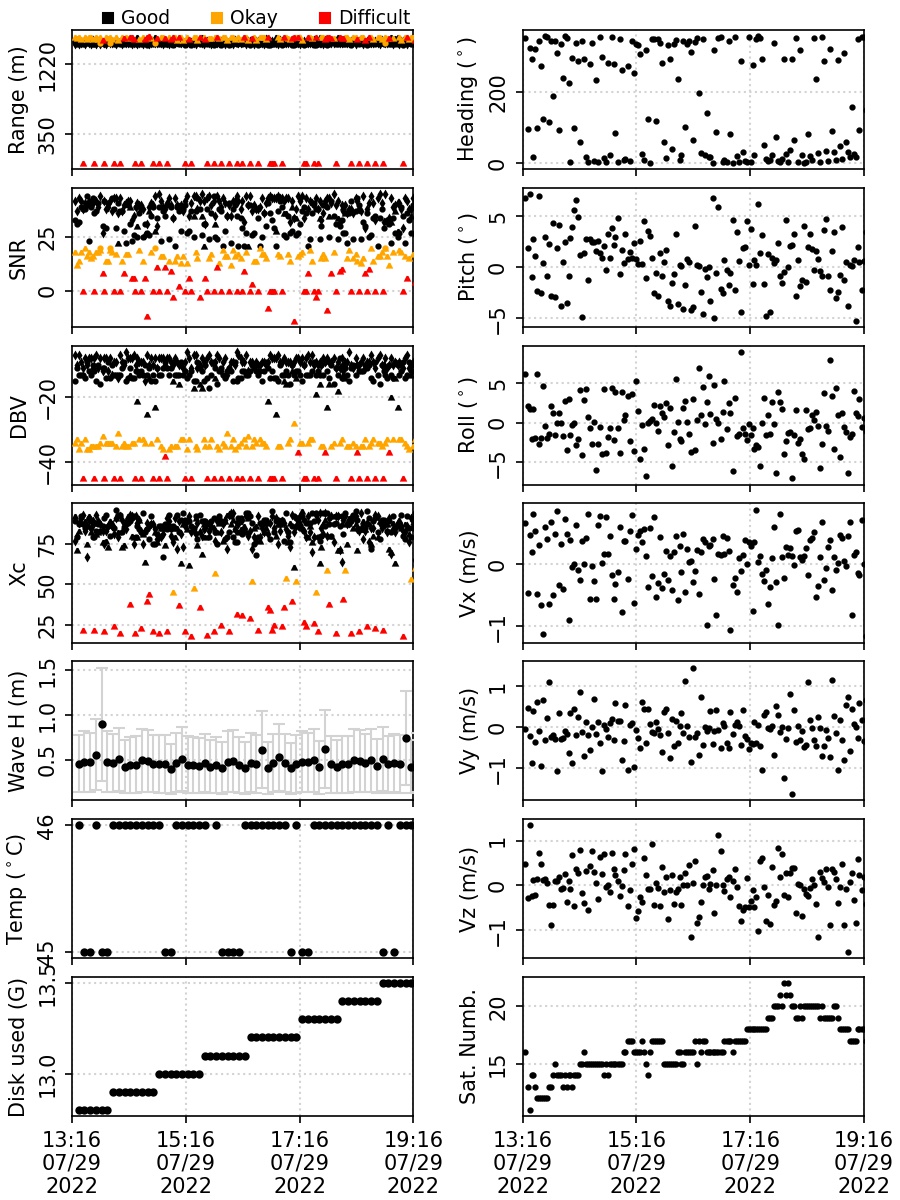 Good Okay Difficult
Range (m) 1220 350
Heading (°) 200 0
SNR 25 0
Pitch (°) 5 0 −5
DBV −20 −40
Roll (°) 5 0 −5
Xc 75 50 25
Vx (m/s) 0 −1
Wave H (m) 1.5 1.0 0.5
Vy (m/s) 1 0 −1
Temp (°C) 46 45
Vz (m/s) 1 0 −1
Disk used (G) 13.5 13.0
Sat. Numb. 20 15
13:16 15:16 17:16 19:16 13:16 15:16 17:16 19:16
07/29 07/29 07/29 07/29 07/29 07/29 07/29 07/29
2022 2022 2022 2022 2022 2022 2022 2022